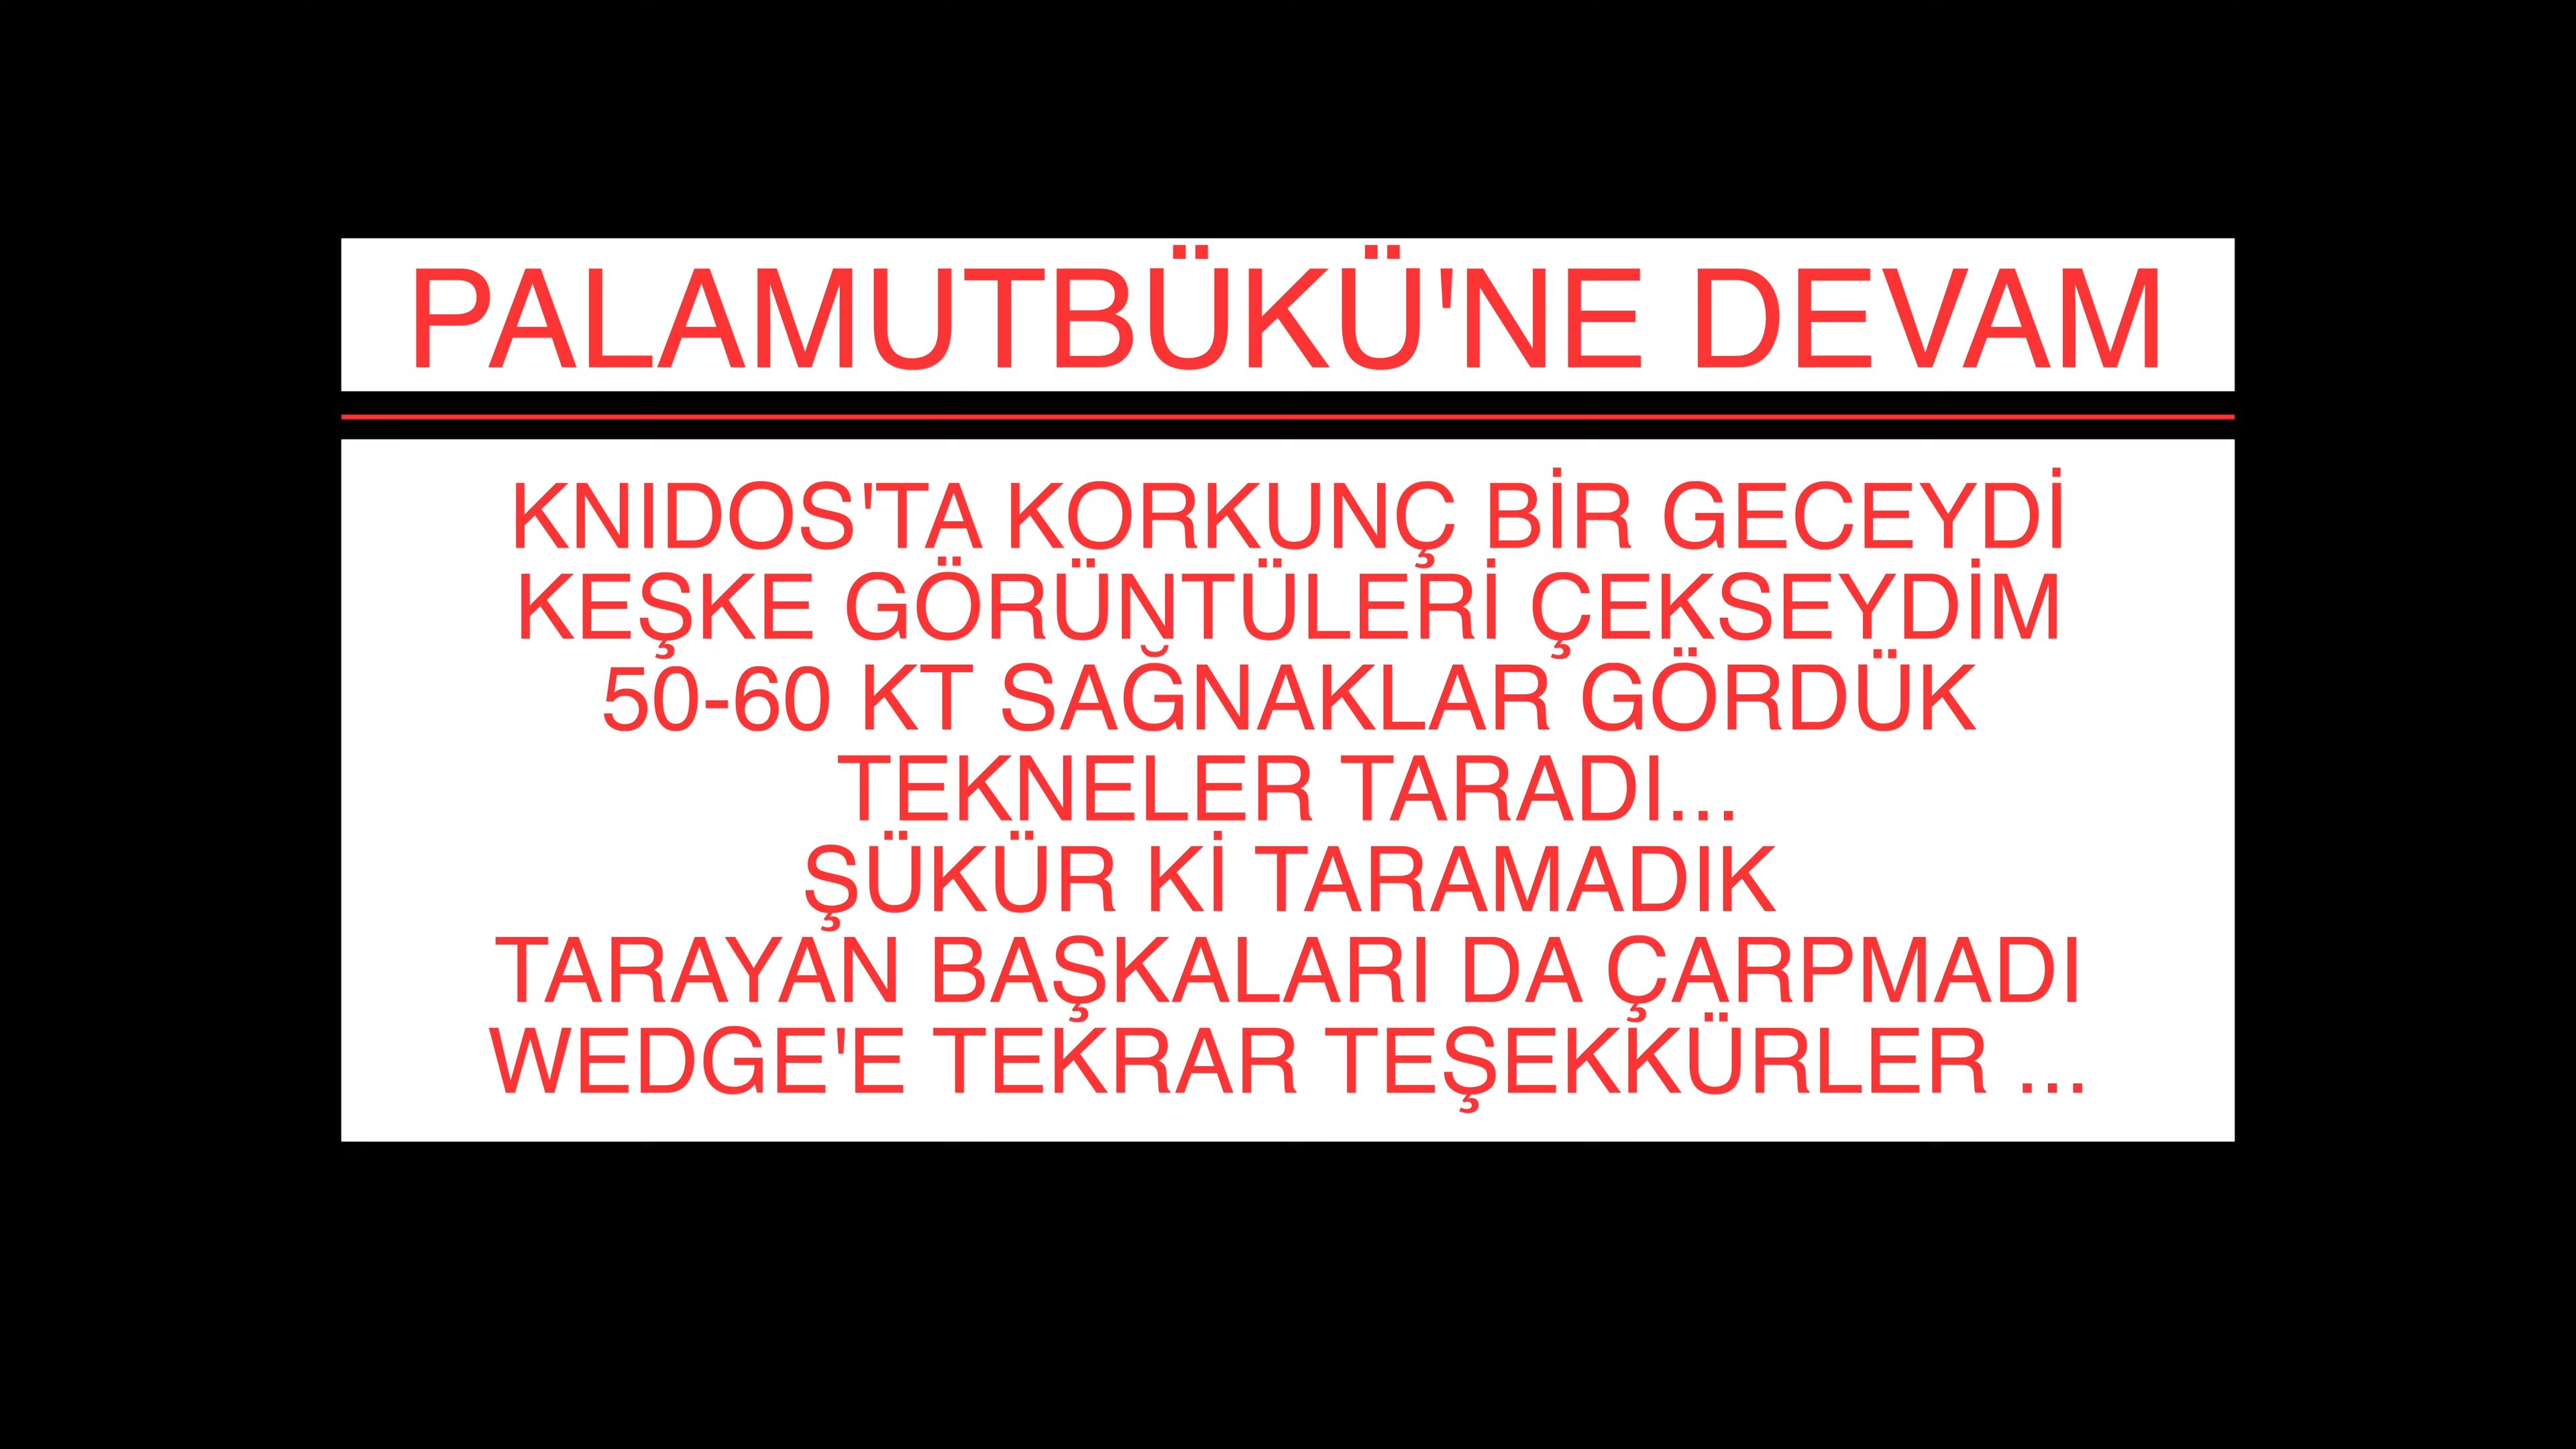 PALAMUTBÜKÜ'NE DEVAM
KNIDOS'TA KORKUNÇ BİR GECEYDİ
KEŞKE GÖRÜNTÜLERİ ÇEKSEYDİM
50-60 KT SAĞNAKLAR GÖRDÜK
TEKNELER TARADI...
ŞÜKÜR Kİ TARAMADIK
TARAYAN BAŞKALARI DA ÇARPMADI
WEDGE'E TEKRAR TEŞEKKÜRLER ...